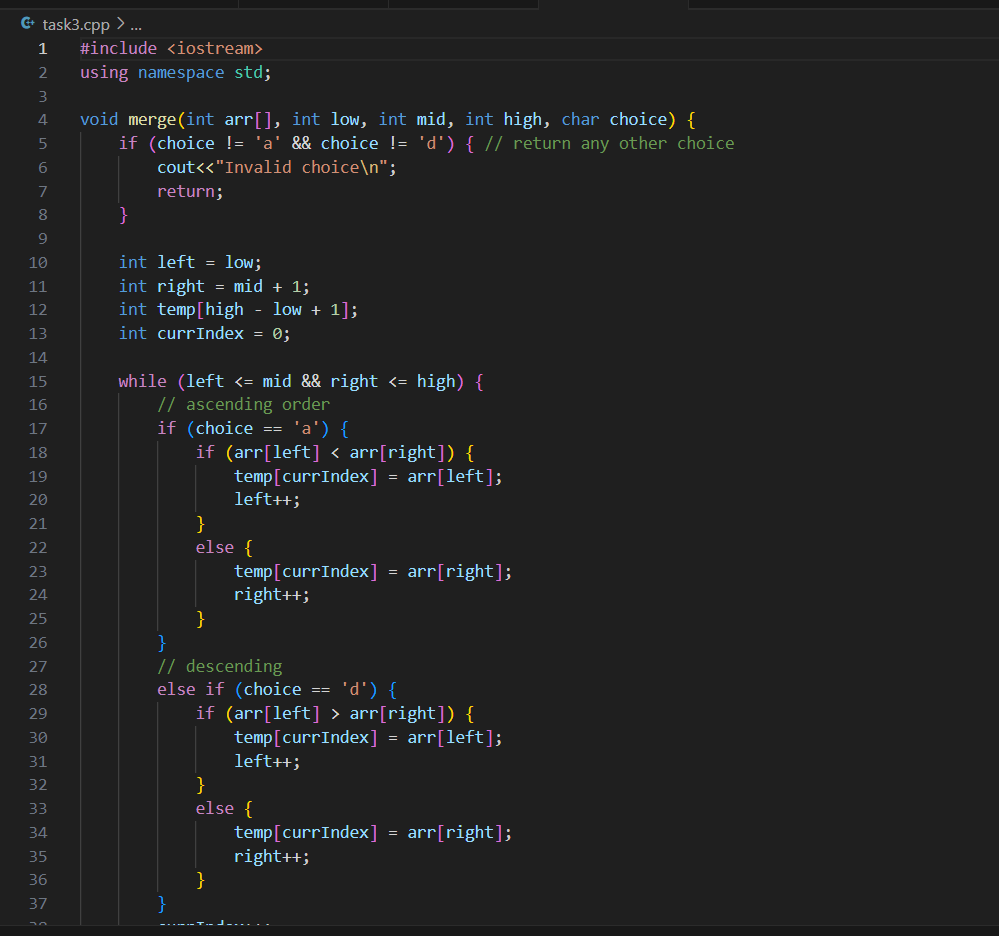 task3.cpp > ...
1 #include <iostream>
2 using namespace std;
3
4 void merge(int arr[], int low, int mid, int high, char choice) {
5     if (choice != 'a' && choice != 'd') { // return any other choice
6         cout<<"Invalid choice\n";
7         return;
8     }
9
10     int left = low;
11     int right = mid + 1;
12     int temp[high - low + 1];
13     int currIndex = 0;
14
15     while (left <= mid && right <= high) {
16         // ascending order
17         if (choice == 'a') {
18             if (arr[left] < arr[right]) {
19                 temp[currIndex] = arr[left];
20                 left++;
21             }
22             else {
23                 temp[currIndex] = arr[right];
24                 right++;
25             }
26         }
27         // descending
28         else if (choice == 'd') {
29             if (arr[left] > arr[right]) {
30                 temp[currIndex] = arr[left];
31                 left++;
32             }
33             else {
34                 temp[currIndex] = arr[right];
35                 right++;
36             }
37         }